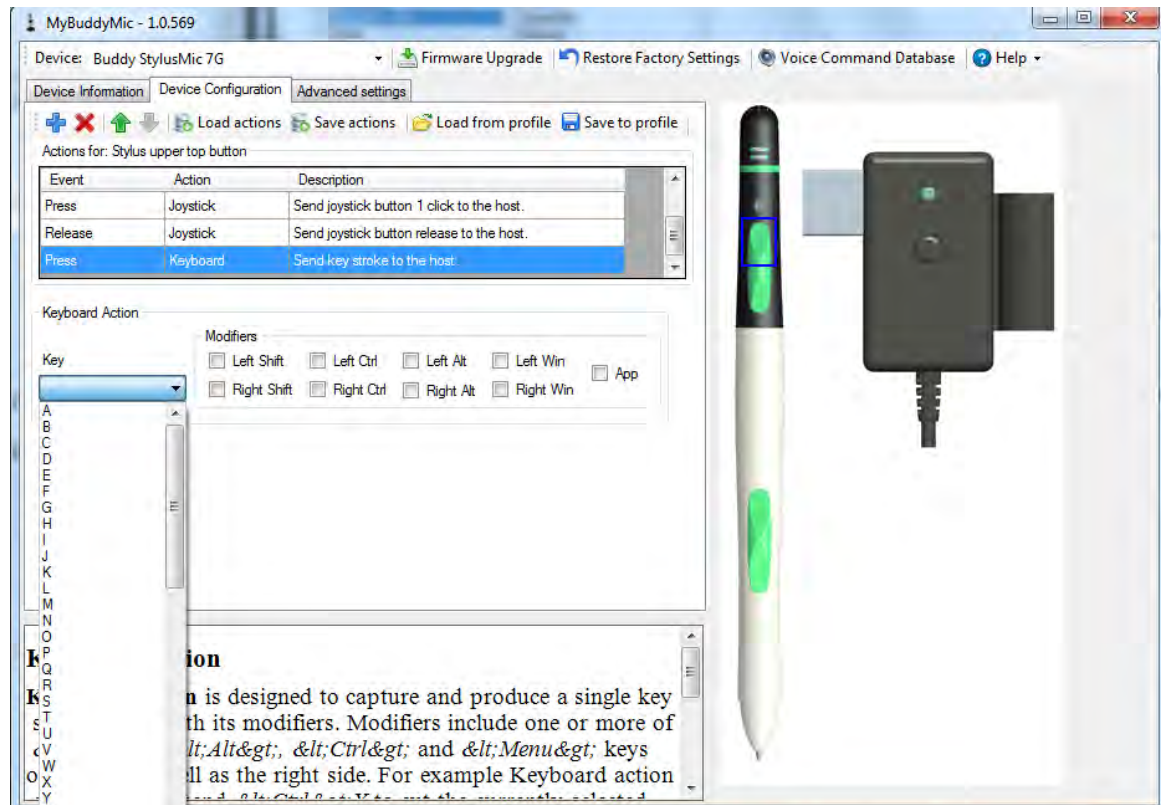 MyBuddyMic - 1.0.569
Device: Buddy StylusMic 7G Firmware Upgrade Restore Factory Settings Voice Command Database Help
Device Information Device Configuration Advanced settings
Load actions Save actions Load from profile Save to profile
Actions for: Stylus upper top button
Event Action Description
Press Joystick Send joystick button 1 click to the host.
Release Joystick Send joystick button release to the host.
Press Keyboard Send key stroke to the host.
Keyboard Action
Modifiers
Key Left Shift Left Ctrl Left Alt Left Win App
Right Shift Right Ctrl Right Alt Right Win
A
B
C
D
E
F
G
H
I
J
K
L
M
N
O
P
Q
R
S
T
U
V
W
X
Y
K ion
K n is designed to capture and produce a single key
s th its modifiers. Modifiers include one or more of
lt;Alt&gt;, &lt;Ctrl&gt; and &lt;Menu&gt; keys
o ll as the right side. For example Keyboard action